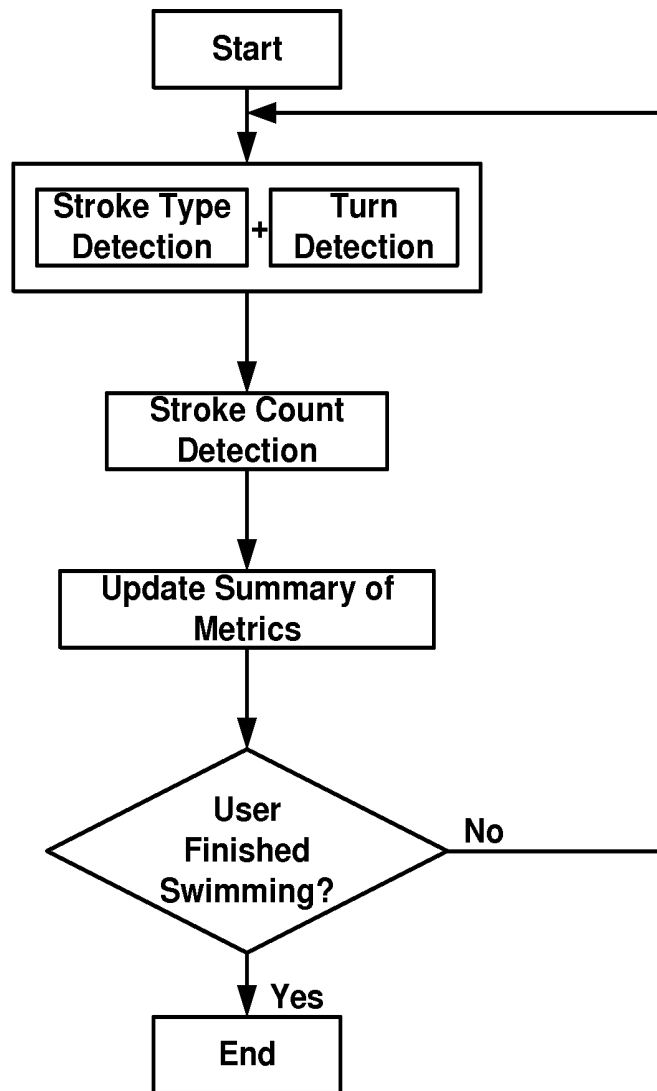 Start
Stroke Type
Detection
+
Turn
Detection
Stroke Count
Detection
Update Summary of
Metrics
User
Finished
Swimming?
No
Yes
End